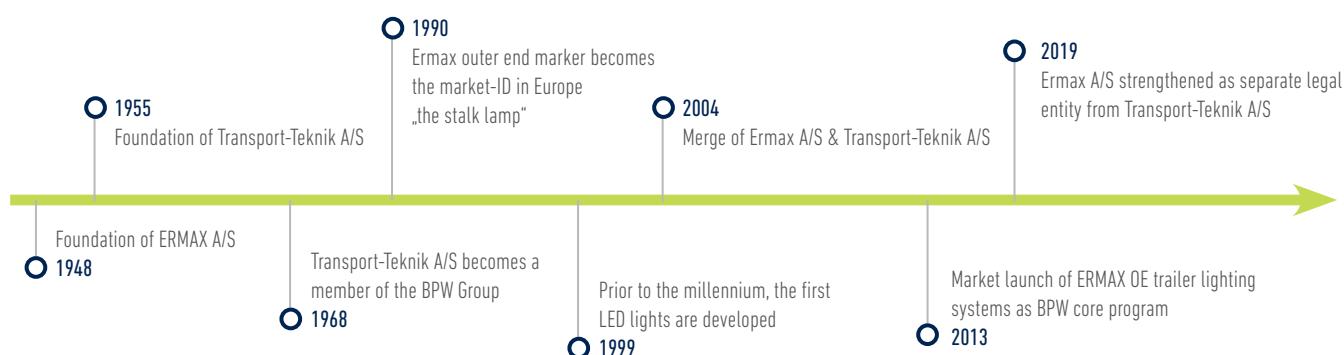 1990
Ermax outer end marker becomes
the market-ID in Europe
„the stalk lamp“
2019
Ermax A/S strengthened as separate legal
entity from Transport-Teknik A/S
1955
Foundation of Transport-Teknik A/S
2004
Merge of Ermax A/S & Transport-Teknik A/S
Foundation of ERMAX A/S
1948
Transport-Teknik A/S becomes a
member of the BPW Group
1968
Prior to the millennium, the first
LED lights are developed
1999
Market launch of ERMAX OE trailer lighting
systems as BPW core program
2013